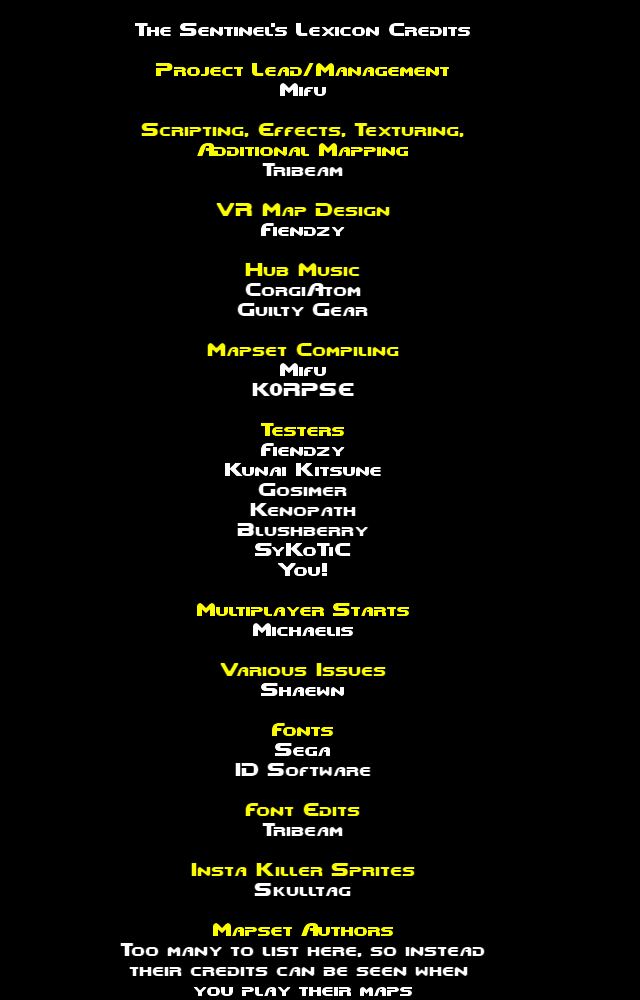 The Sentinel's Lexicon Credits
Project Lead/Management
Mifu
Scripting, Effects, Texturing,
Additional Mapping
Tribeam
VR Map Design
Fiendzy
Hub Music
CorgiAtom
Guilty Gear
Mapset Compiling
Mifu
K0RPSE
Testers
Fiendzy
Kunai Kitsune
Gosimer
Kenopath
Blushberry
SyKoTiC
You!
Multiplayer Starts
Michaelis
Various Issues
Shaewn
Fonts
Sega
ID Software
Font Edits
Tribeam
Insta Killer Sprites
Skulltag
Mapset Authors
Too many to list here, so instead
their credits can be seen when
you play their maps